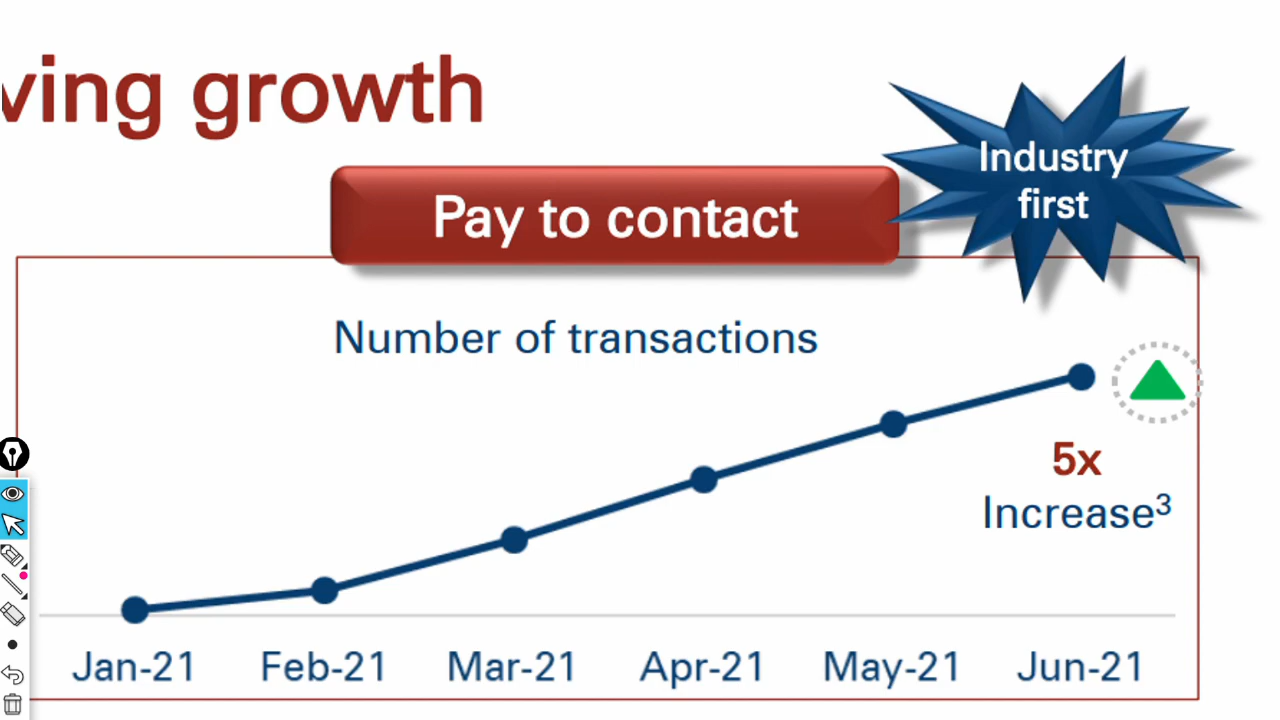 ving growth
Pay to contact
Industry
first
Number of transactions
5x
Increase³
Jan-21 Feb-21 Mar-21 Apr-21 May-21 Jun-21